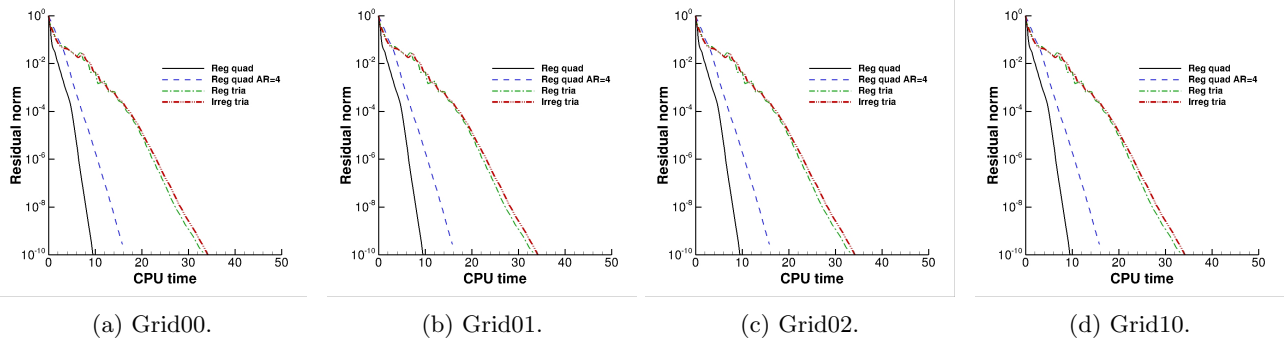 10^0
10^-2
10^-4
10^-6
10^-8
10^-10
Residual norm
0 10 20 30 40 50
CPU time
Reg quad
Reg quad AR=4
Reg tria
Irreg tria
(a) Grid00.
10^0
10^-2
10^-4
10^-6
10^-8
10^-10
Residual norm
0 10 20 30 40 50
CPU time
Reg quad
Reg quad AR=4
Reg tria
Irreg tria
(b) Grid01.
10^0
10^-2
10^-4
10^-6
10^-8
10^-10
Residual norm
0 10 20 30 40 50
CPU time
Reg quad
Reg quad AR=4
Reg tria
Irreg tria
(c) Grid02.
10^0
10^-2
10^-4
10^-6
10^-8
10^-10
Residual norm
0 10 20 30 40 50
CPU time
Reg quad
Reg quad AR=4
Reg tria
Irreg tria
(d) Grid10.